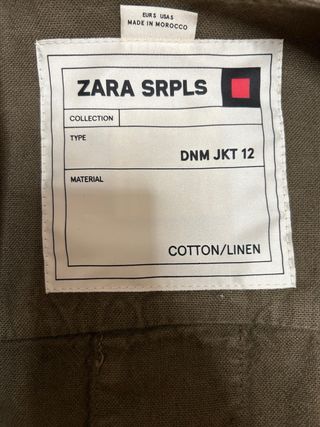 EUR S USA S
MADE IN MOROCCO
ZARA SRPLS
COLLECTION
TYPE
DNM JKT 12
MATERIAL
COTTON/LINEN